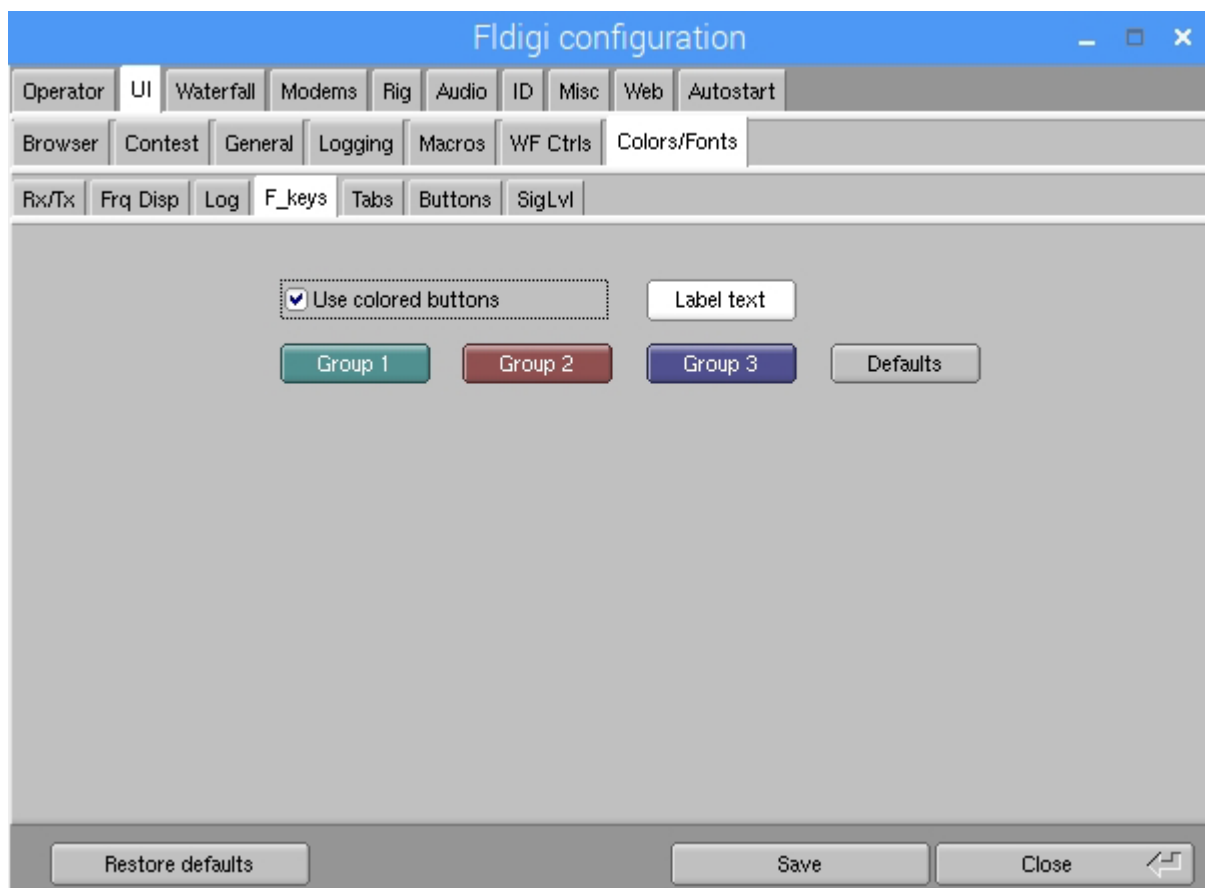 Fldigi configuration
Operator UI Waterfall Modems Rig Audio ID Misc Web Autostart
Browser Contest General Logging Macros WF Ctrls Colors/Fonts
Rx/Tx Frq Disp Log F_keys Tabs Buttons SigLvl
Use colored buttons Label text
Group 1 Group 2 Group 3 Defaults
Restore defaults Save Close